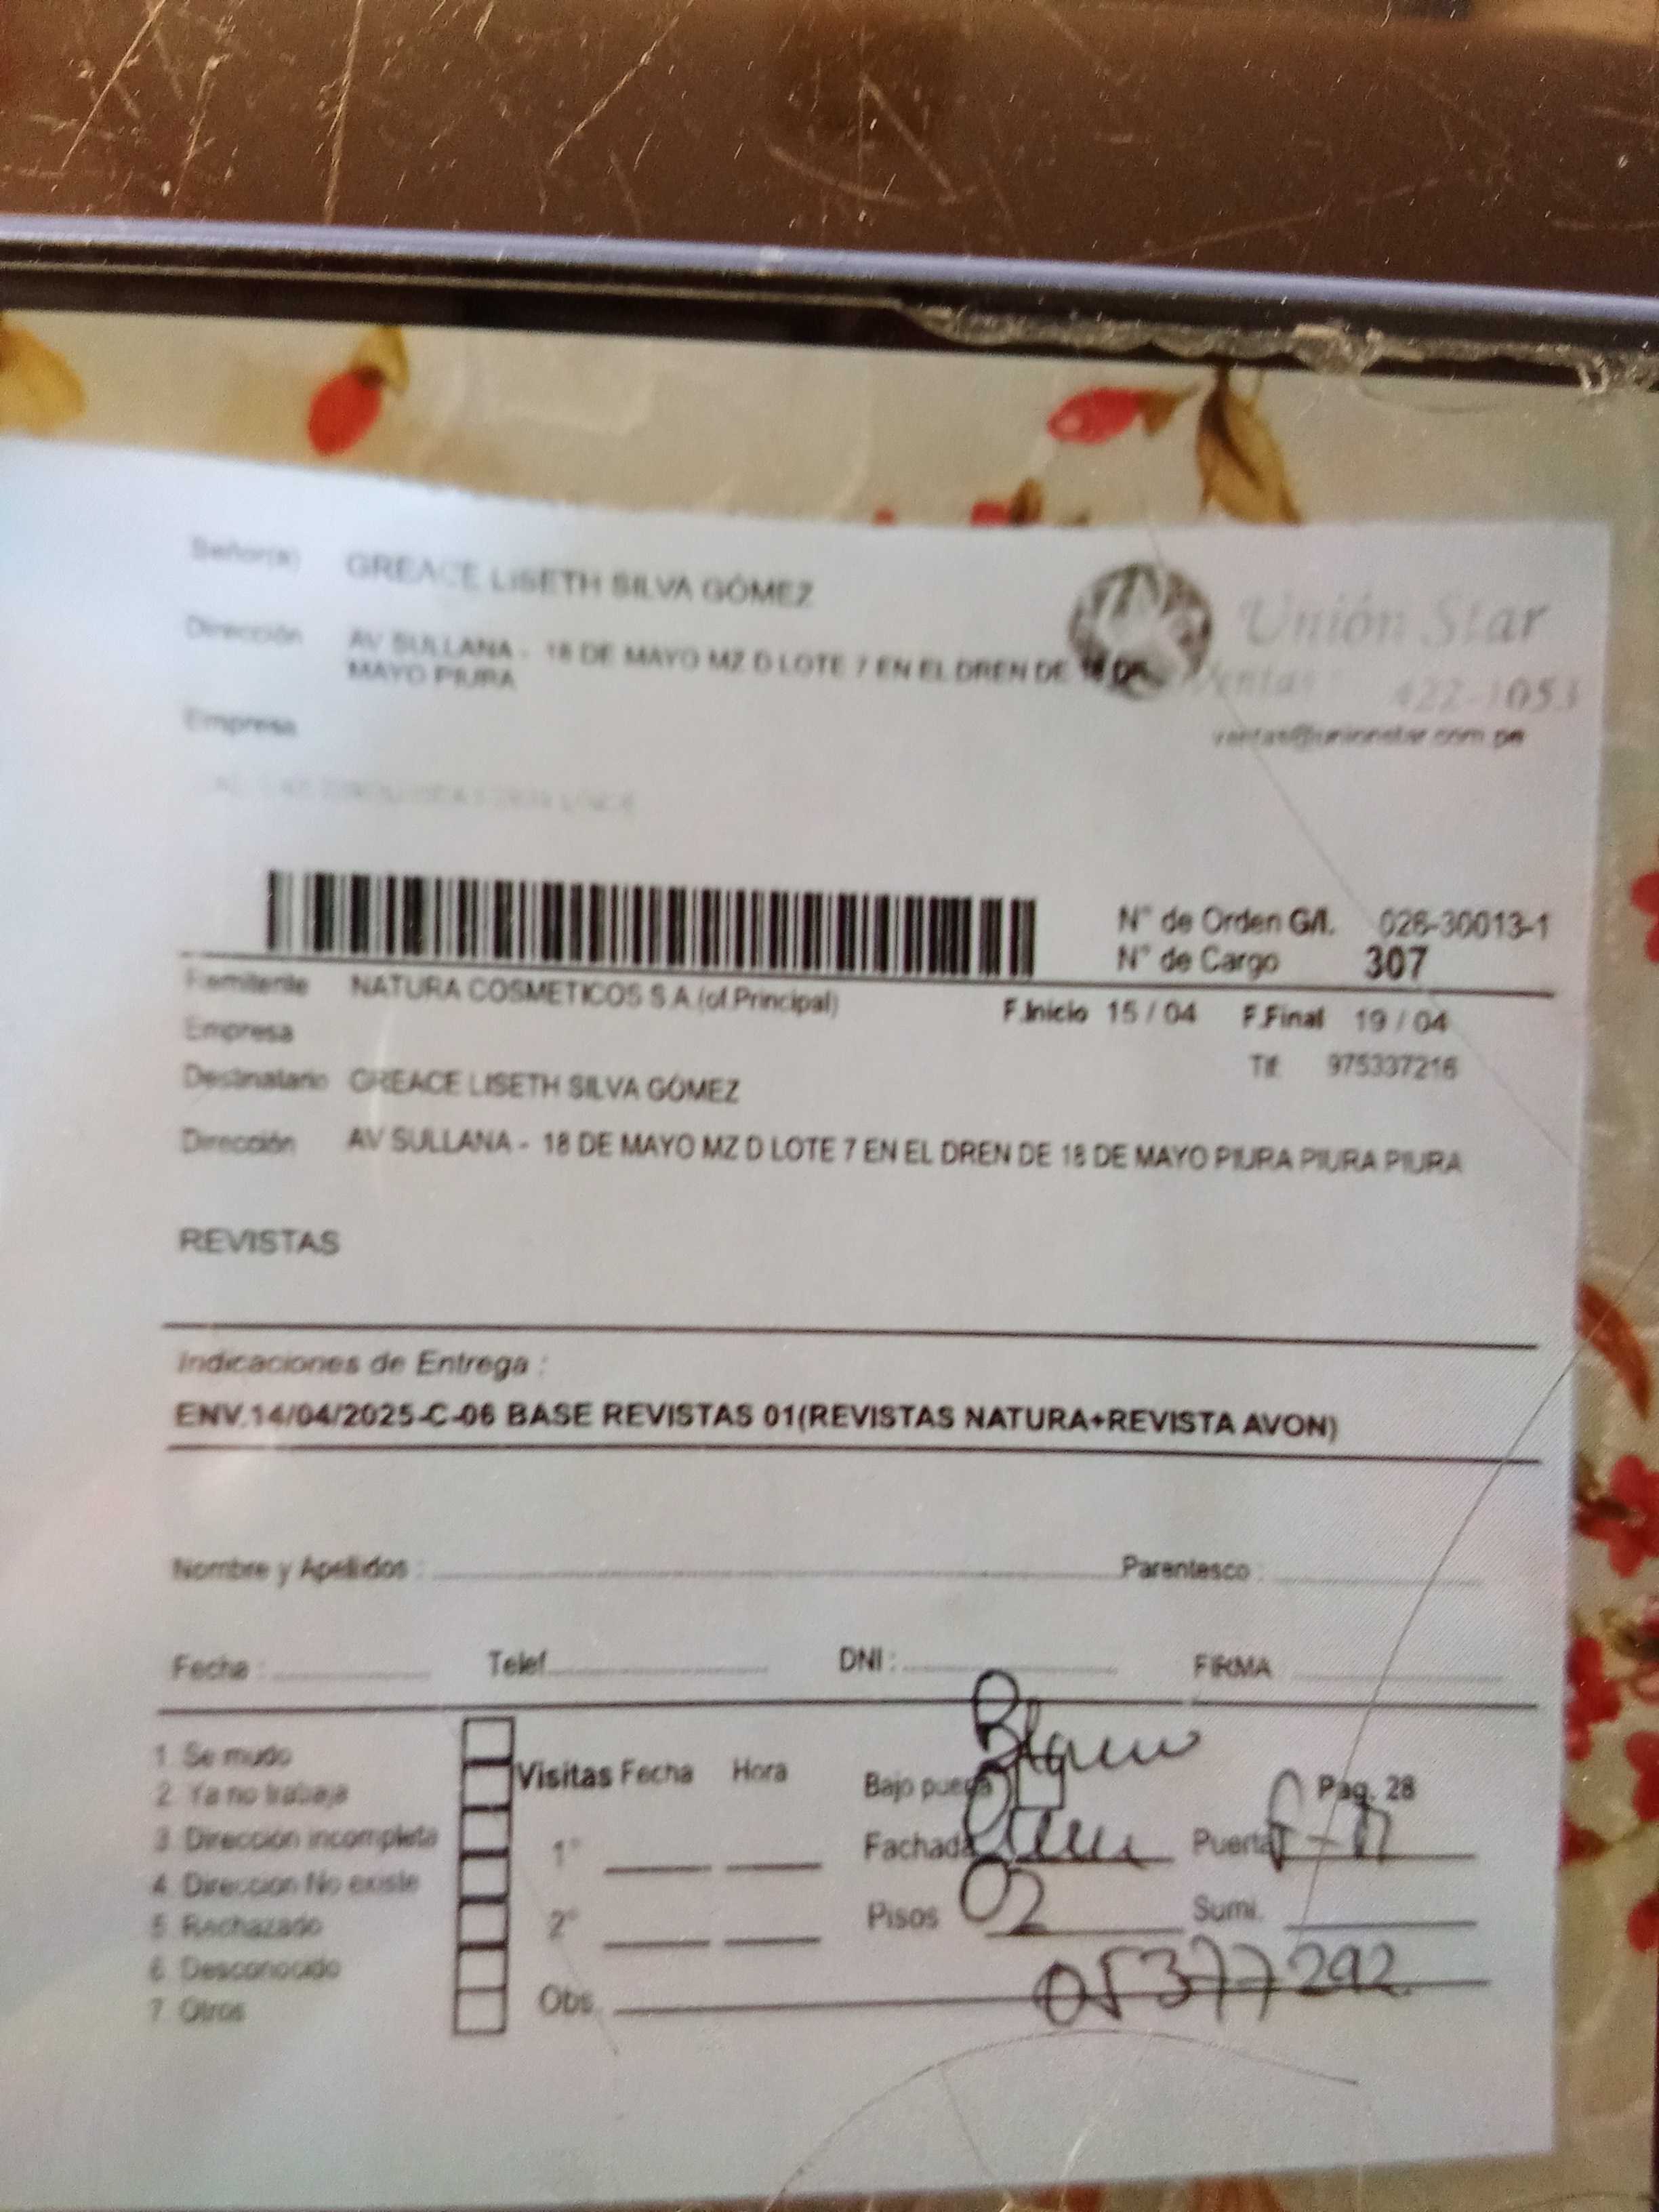 Señor(a) GREACE LISETH SILVA GÓMEZ
Unión Star
Dirección AV SULLANA - 18 DE MAYO MZ D LOTE 7 EN EL DREN DE 18 DE
MAYO PIURA
Ventas 422-1053
Empresa
ventas@unionstar.com.pe
N° de Orden G/I. 026-30013-1
N° de Cargo 307
Remitente NATURA COSMETICOS S A.(of.Principal)
F.Inicio 15 / 04 F.Final 19 / 04
Empresa
Tlf. 975337216
Destinatario GREACE LISETH SILVA GÓMEZ
Dirección AV SULLANA - 18 DE MAYO MZ D LOTE 7 EN EL DREN DE 18 DE MAYO PIURA PIURA PIURA
REVISTAS
Indicaciones de Entrega :
ENV.14/04/2025-C-06 BASE REVISTAS 01(REVISTAS NATURA+REVISTA AVON)
Nombre y Apellidos : Parentesco :
Fecha : Telef. DNI : FIRMA
1. Se mudo
2. Ya no trabaja
3. Dirección incompleta
4. Direccion No existe
5. Rechazado
6. Desconocido
7. Otros
Visitas Fecha Hora
1°
2°
Obs.
Bajo puerta Pag. 28
Fachada Puerta
Pisos 02 Sumi.
05377292